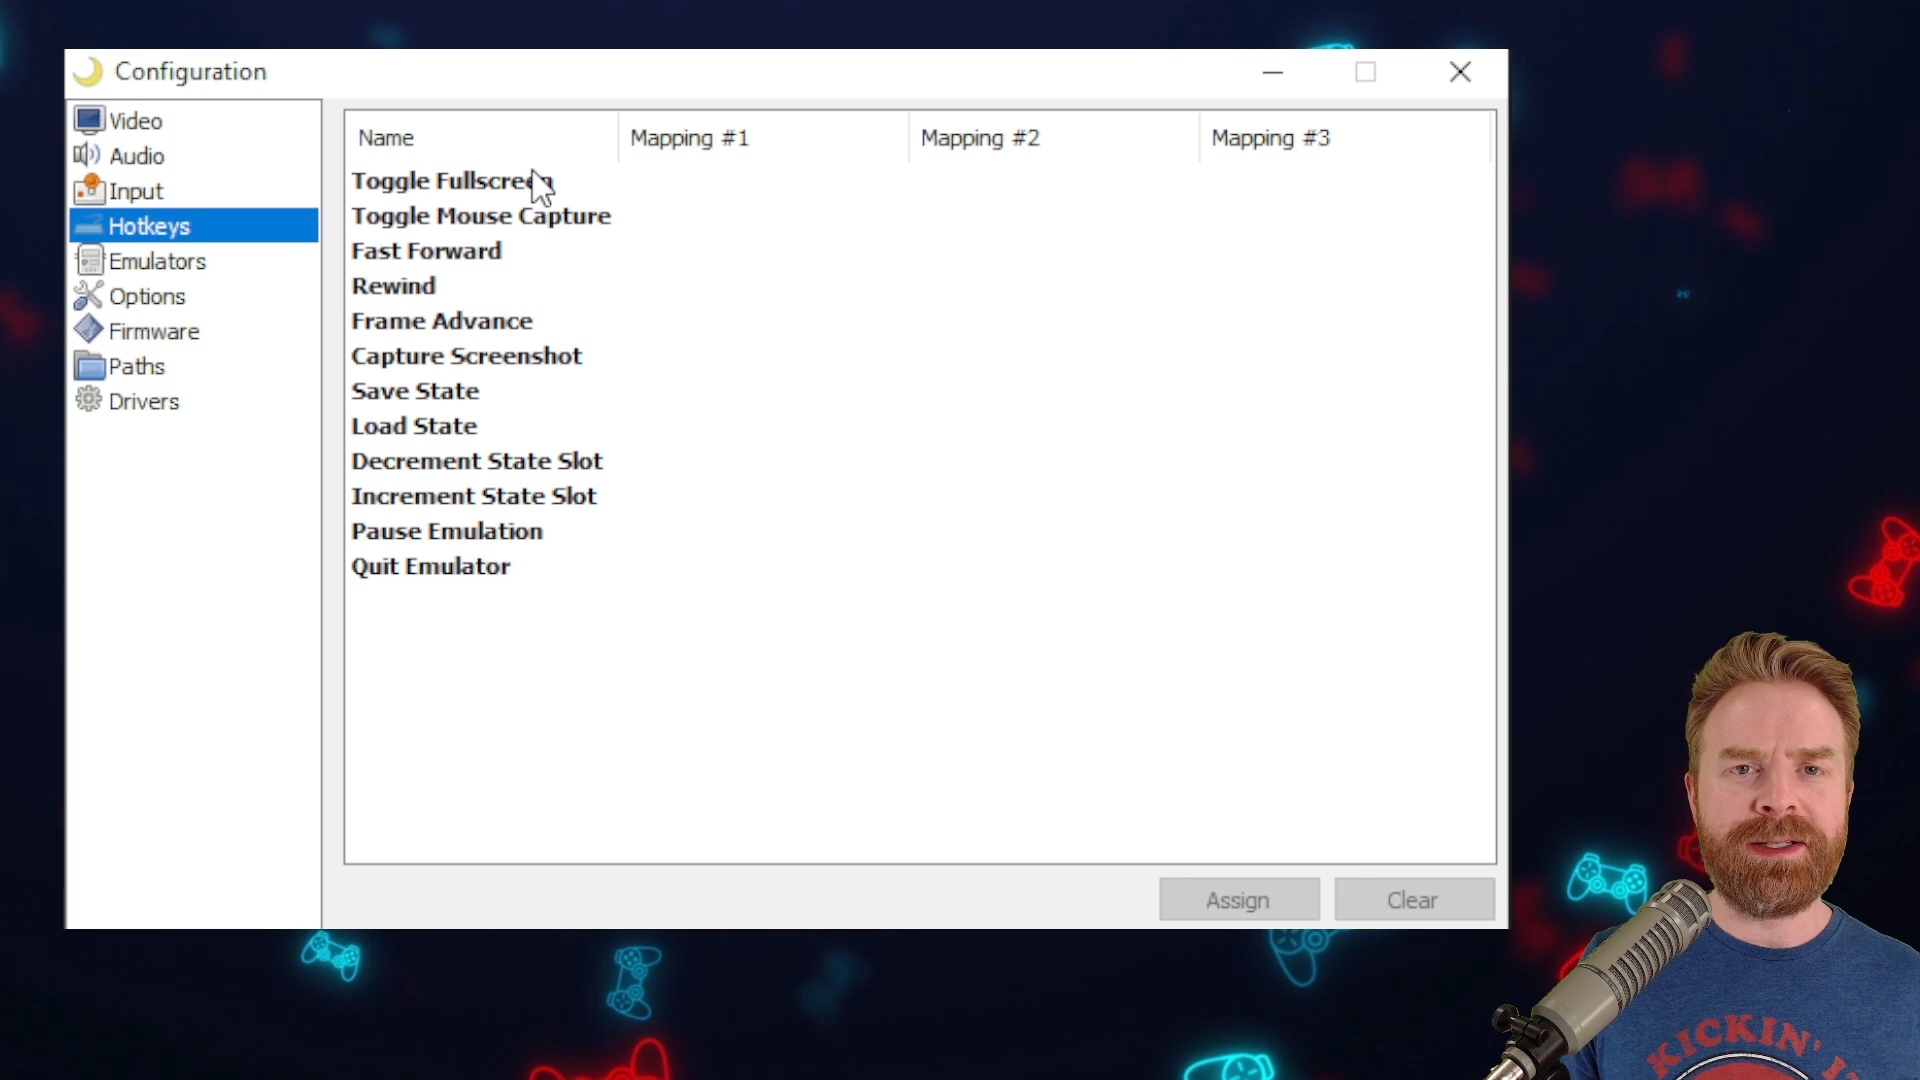 Configuration
Video
Audio
Input
Hotkeys
Emulators
Options
Firmware
Paths
Drivers
Name Mapping #1 Mapping #2 Mapping #3
Toggle Fullscreen
Toggle Mouse Capture
Fast Forward
Rewind
Frame Advance
Capture Screenshot
Save State
Load State
Decrement State Slot
Increment State Slot
Pause Emulation
Quit Emulator
Assign Clear
KICKIN'